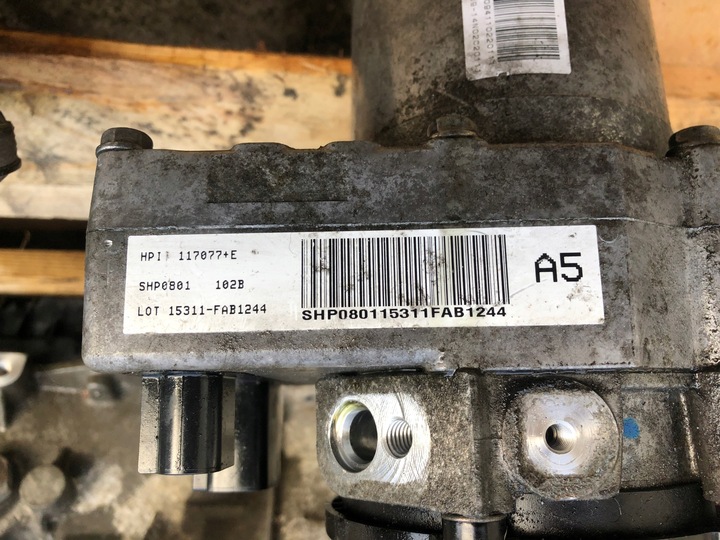 HPI 117077+E
SHP0801 102B
LOT 15311-FAB1244
SHP080115311FAB1244
A5